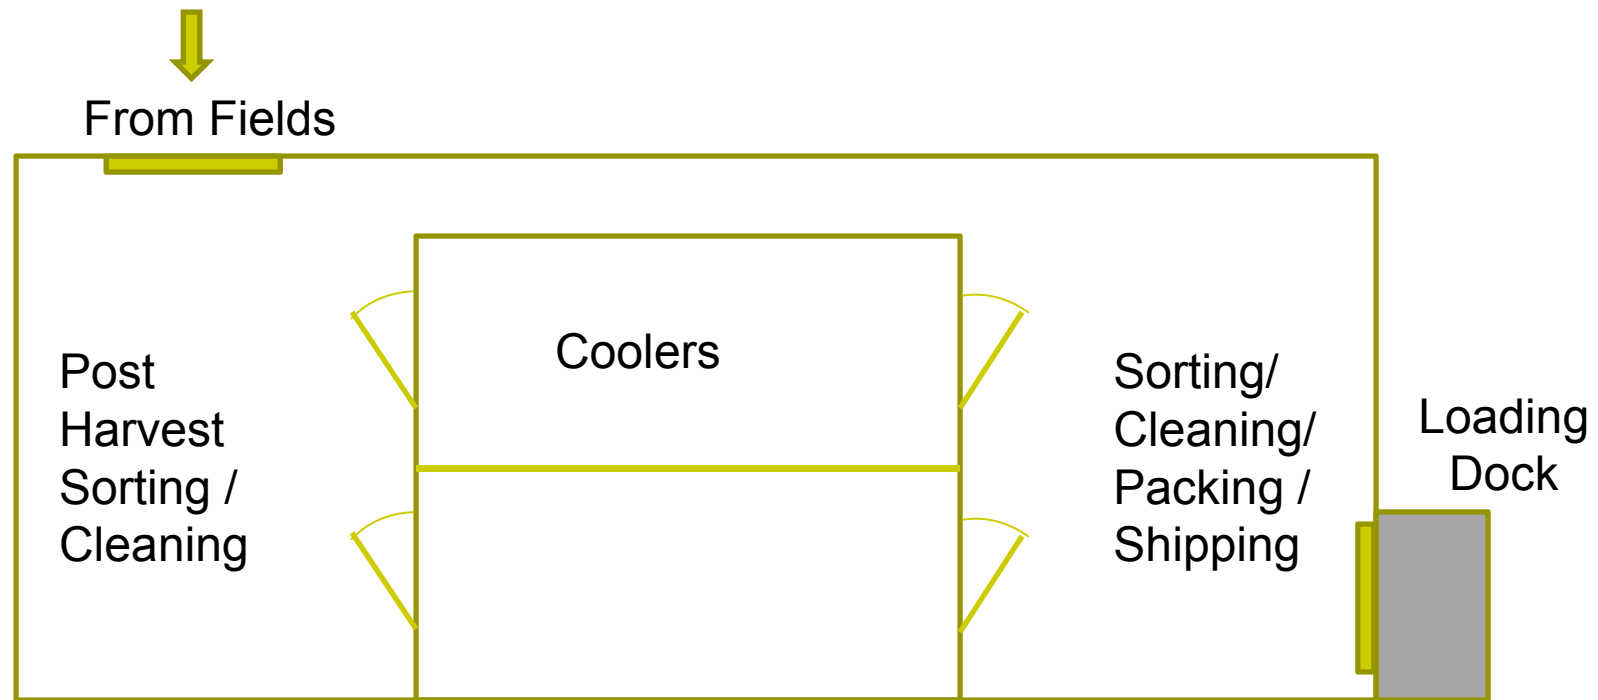 From Fields
Coolers
Post
Harvest
Sorting /
Cleaning
Sorting/
Cleaning/
Packing /
Shipping
Loading
Dock